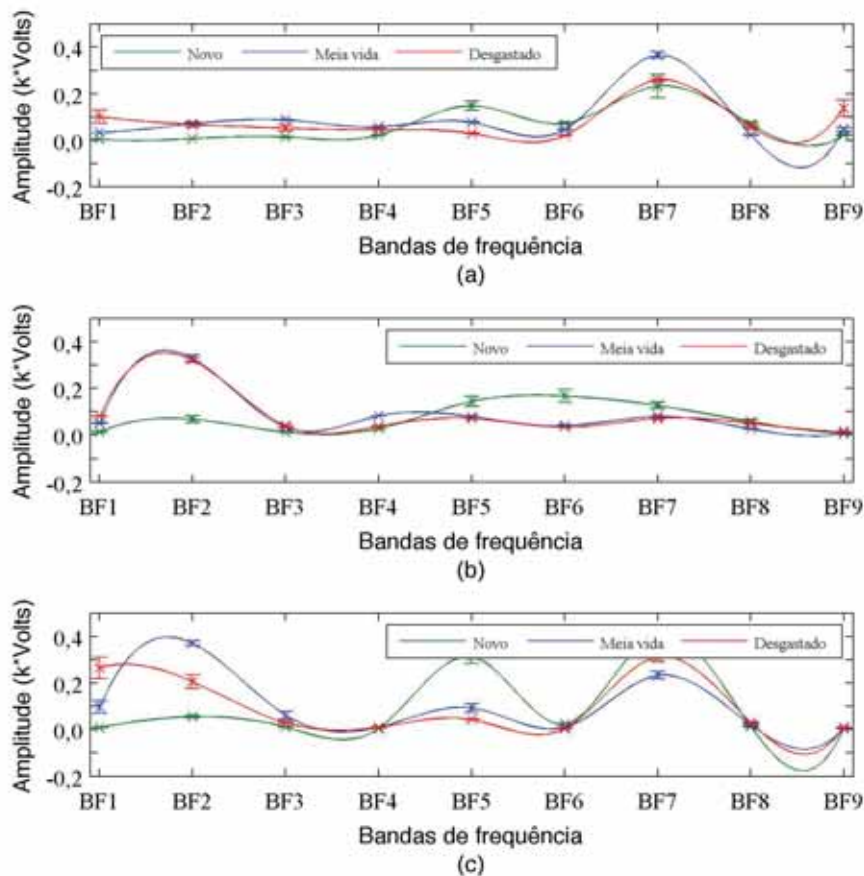 (a)
Amplitude (k*Volts)
0,4
0,2
0,0
-0,2
Novo Meia vida Desgastado
BF1 BF2 BF3 BF4 BF5 BF6 BF7 BF8 BF9
Bandas de frequência
(a)
Amplitude (k*Volts)
0,4
0,2
0,0
-0,2
Novo Meia vida Desgastado
BF1 BF2 BF3 BF4 BF5 BF6 BF7 BF8 BF9
Bandas de frequência
(b)
Amplitude (k*Volts)
0,4
0,2
0,0
-0,2
Novo Meia vida Desgastado
BF1 BF2 BF3 BF4 BF5 BF6 BF7 BF8 BF9
Bandas de frequência
(c)